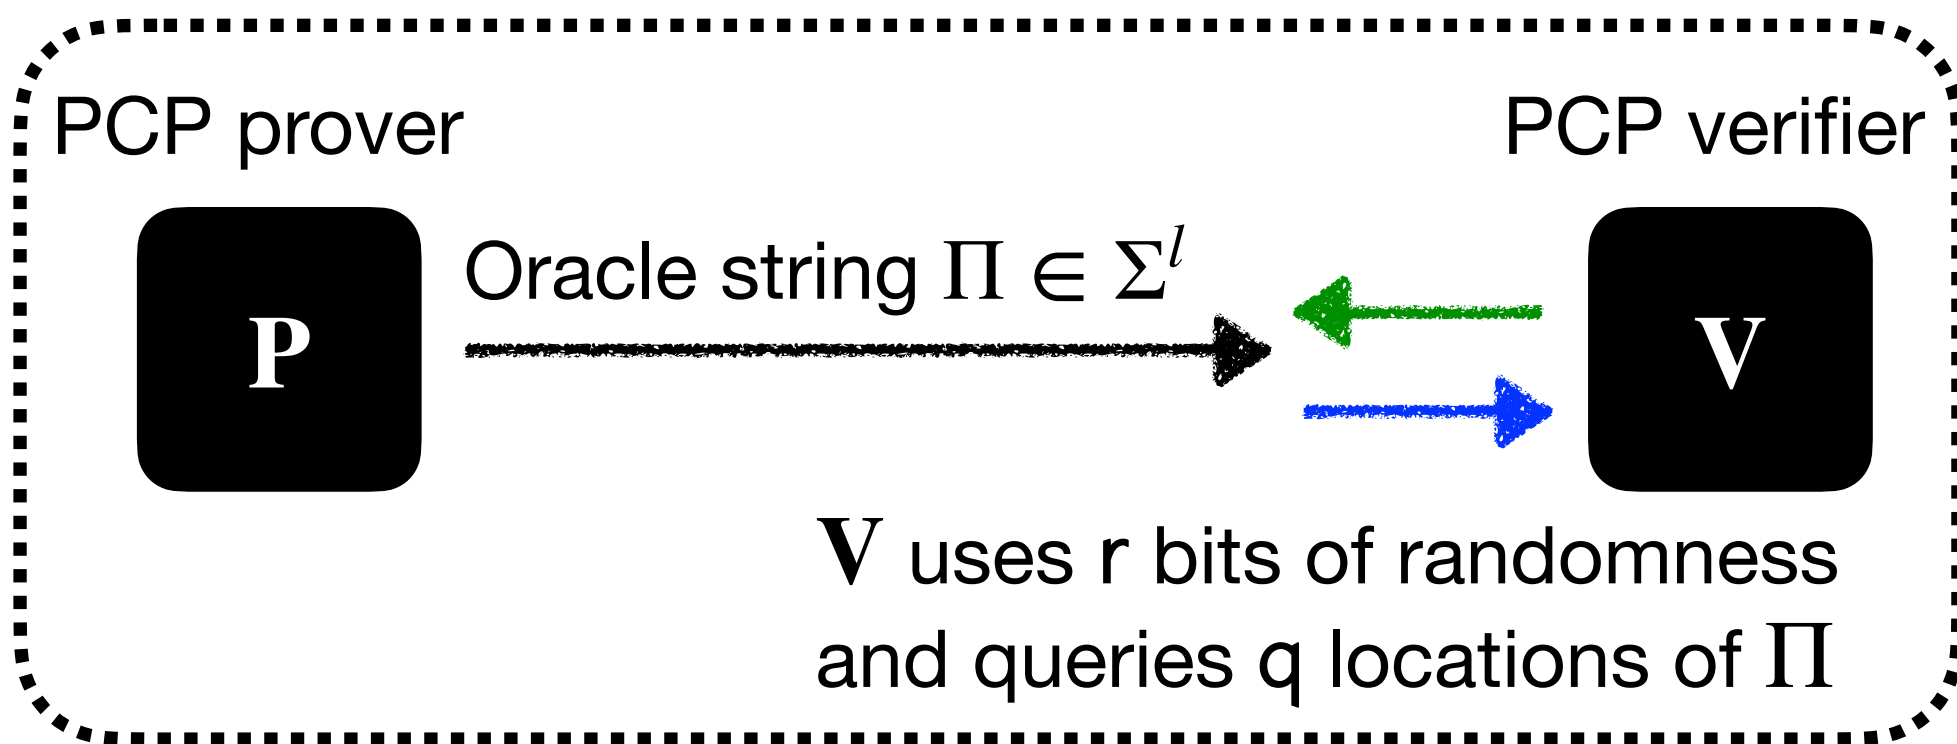 PCP prover
PCP verifier
P
Oracle string Π ∈ Σ^l
V
V uses r bits of randomness
and queries q locations of Π